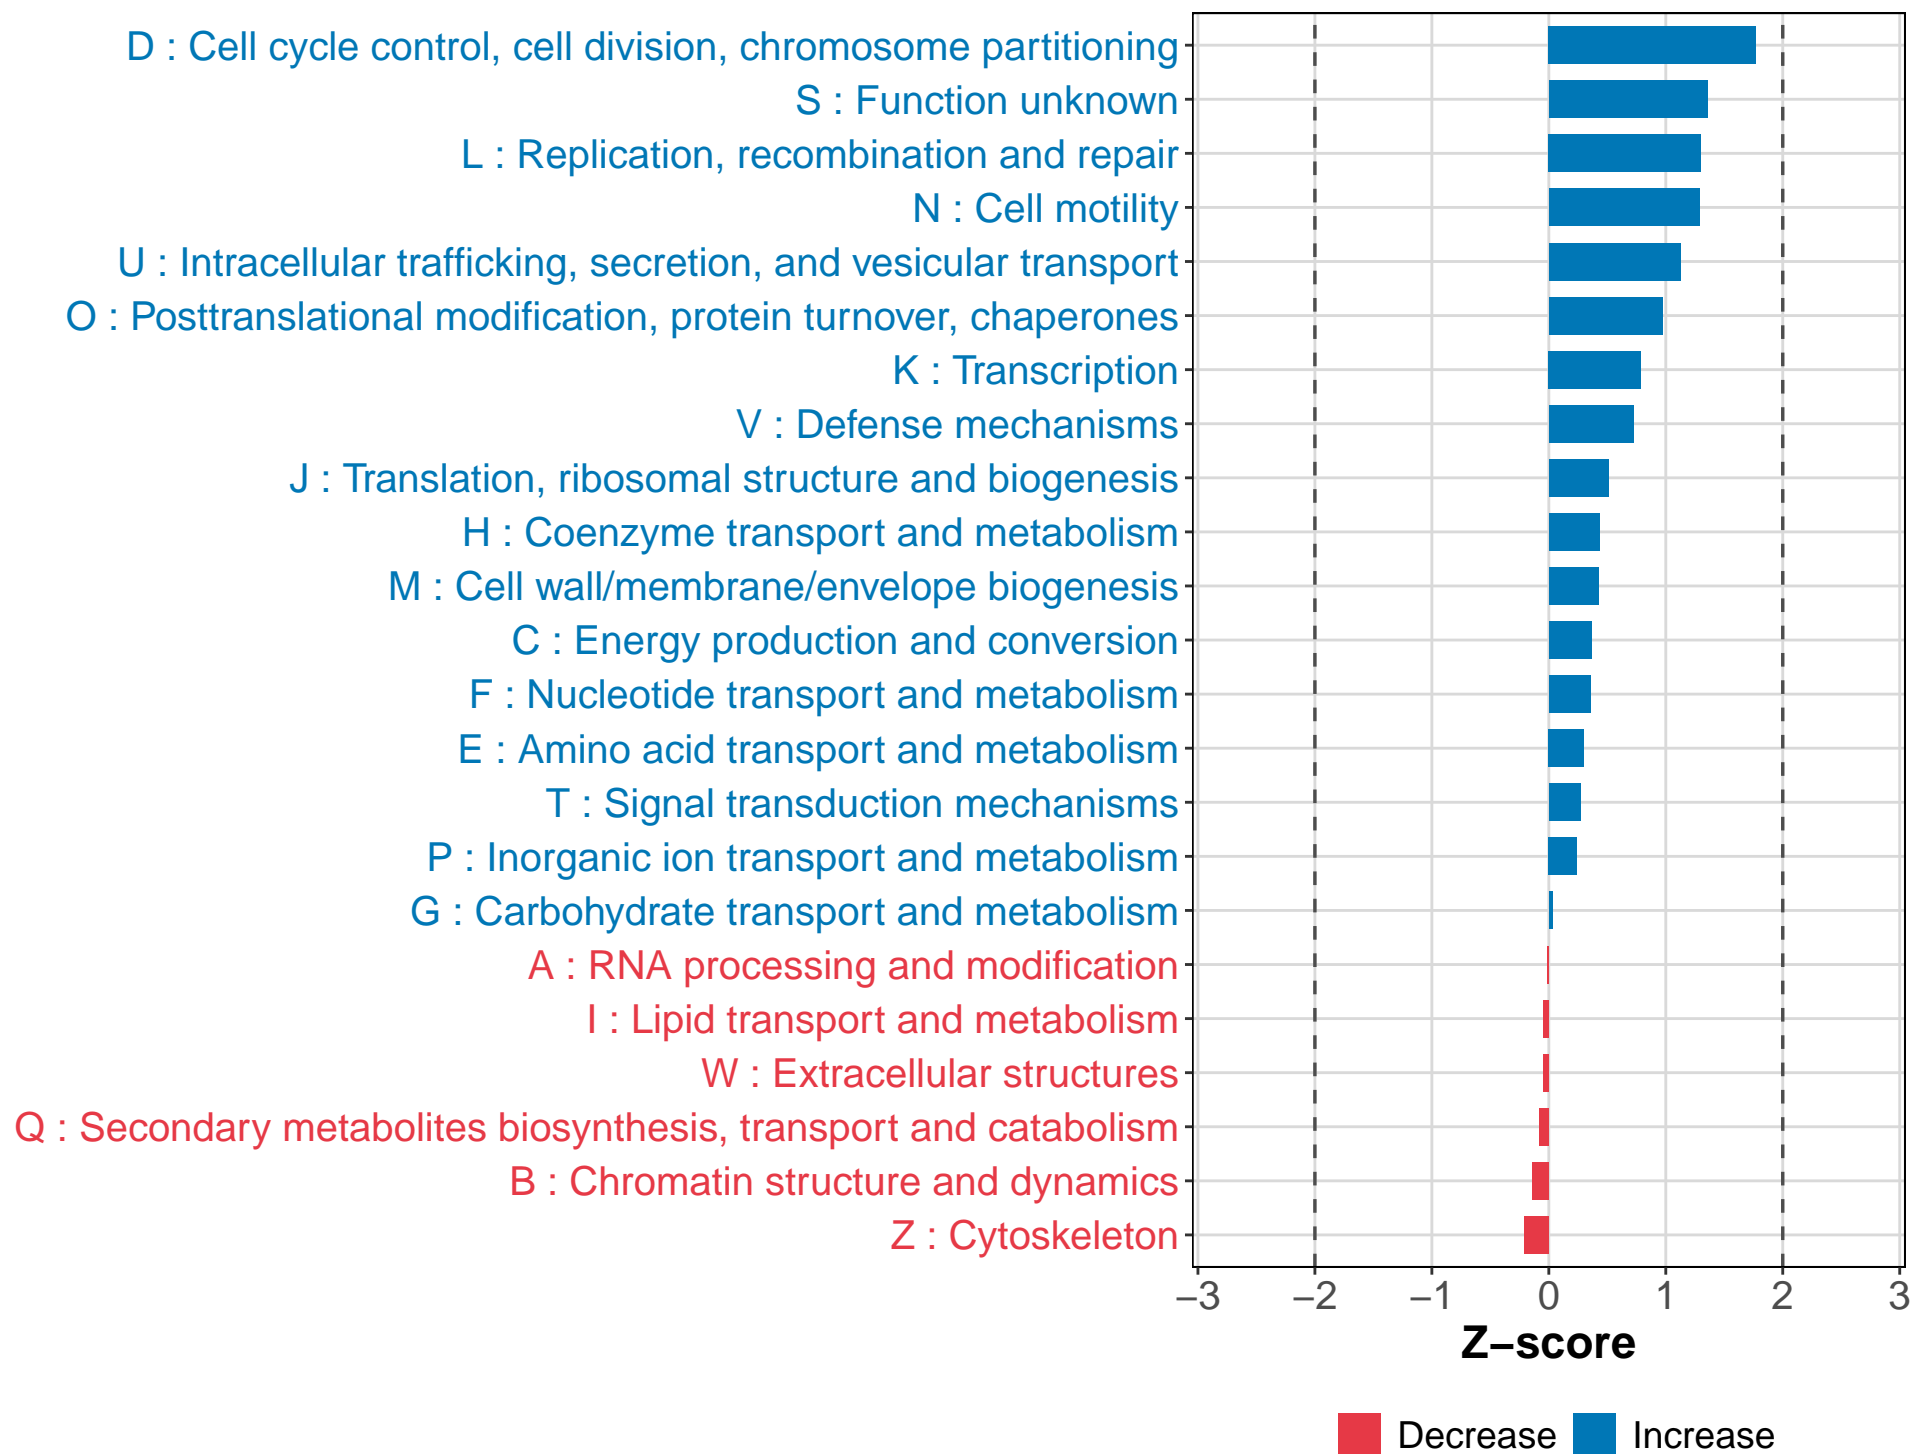 D : Cell cycle control, cell division, chromosome partitioning
S : Function unknown
L : Replication, recombination and repair
N : Cell motility
U : Intracellular trafficking, secretion, and vesicular transport
O : Posttranslational modification, protein turnover, chaperones
K : Transcription
V : Defense mechanisms
J : Translation, ribosomal structure and biogenesis
H : Coenzyme transport and metabolism
M : Cell wall/membrane/envelope biogenesis
C : Energy production and conversion
F : Nucleotide transport and metabolism
E : Amino acid transport and metabolism
T : Signal transduction mechanisms
P : Inorganic ion transport and metabolism
G : Carbohydrate transport and metabolism
A : RNA processing and modification
I : Lipid transport and metabolism
W : Extracellular structures
Q : Secondary metabolites biosynthesis, transport and catabolism
B : Chromatin structure and dynamics
Z : Cytoskeleton
−3 −2 −1 0 1 2 3
Z−score
Decrease Increase